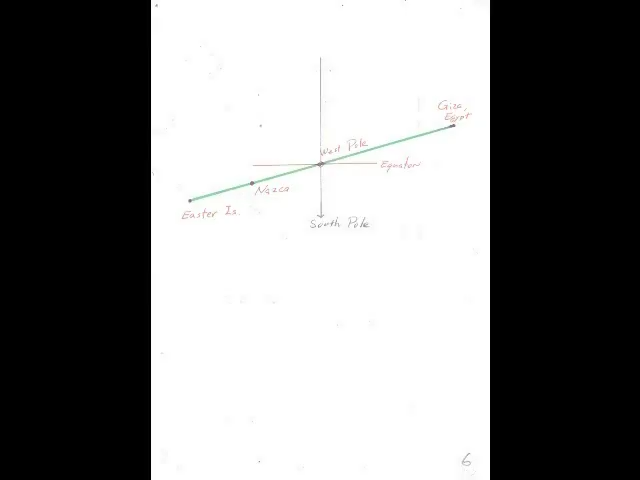 Giza,
Egypt
West Pole
Equator
Nazca
Easter Is.
South Pole
6